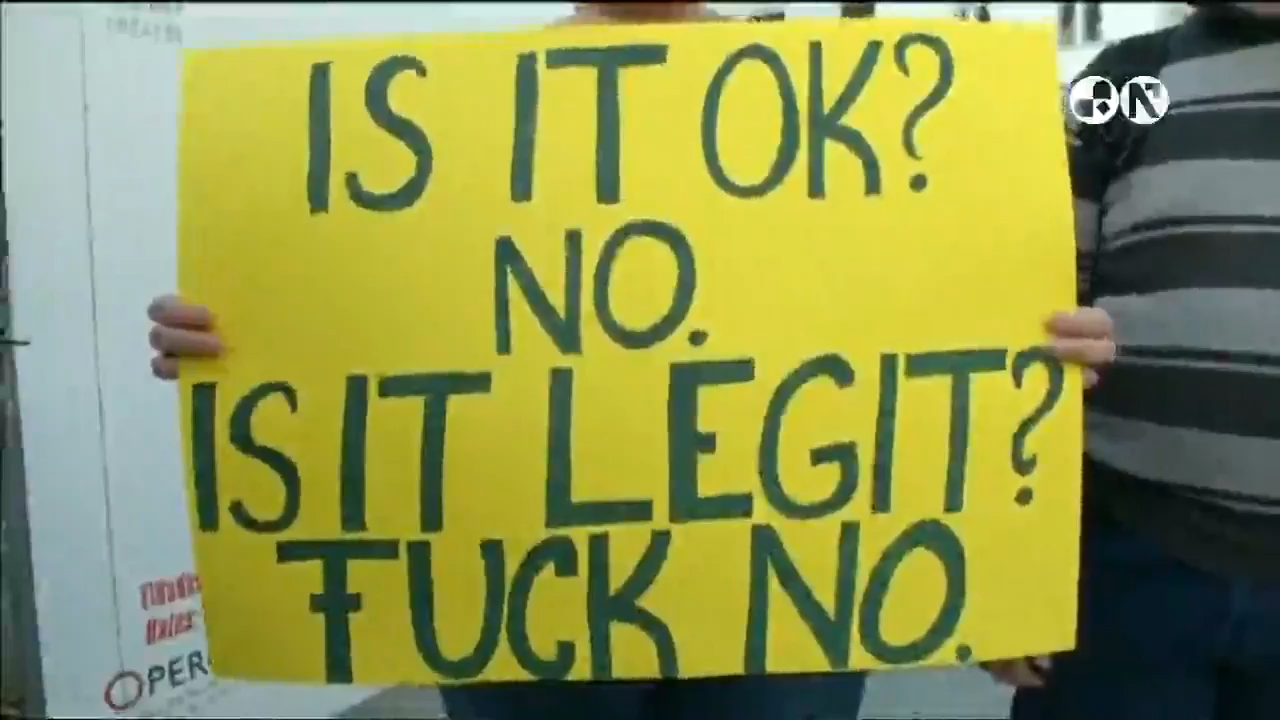 IS IT OK?
NO.
IS IT LEGIT?
FUCK NO.
OPER